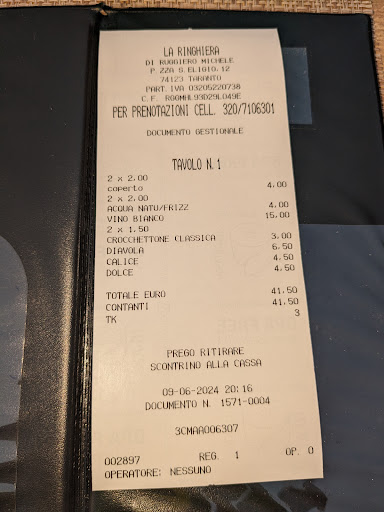 LA RINGHIERA
DI RUGGIERO MICHELE
P.ZZA S.ELIGIO,12
74123 TARANTO
PART.IVA 03205220738
C.F. RGGMHL93D29L049E
PER PRENOTAZIONI CELL. 320/7106301
DOCUMENTO GESTIONALE
TAVOLO N.1
2 x 2.00
coperto 4,00
2 x 2.00
ACQUA NATU/FRIZZ 4,00
VINO BIANCO 15,00
2 x 1.50
CROCCHETTONE CLASSICA 3,00
DIAVOLA 6,50
CALICE 4,50
DOLCE 4,50
TOTALE EURO 41,50
CONTANTI 41,50
TK 3
PREGO RITIRARE
SCONTRINO ALLA CASSA
09-06-2024 20:16
DOCUMENTO N. 1571-0004
3CMAA006307
002897 REG. 1 OP. 0
OPERATORE: NESSUNO